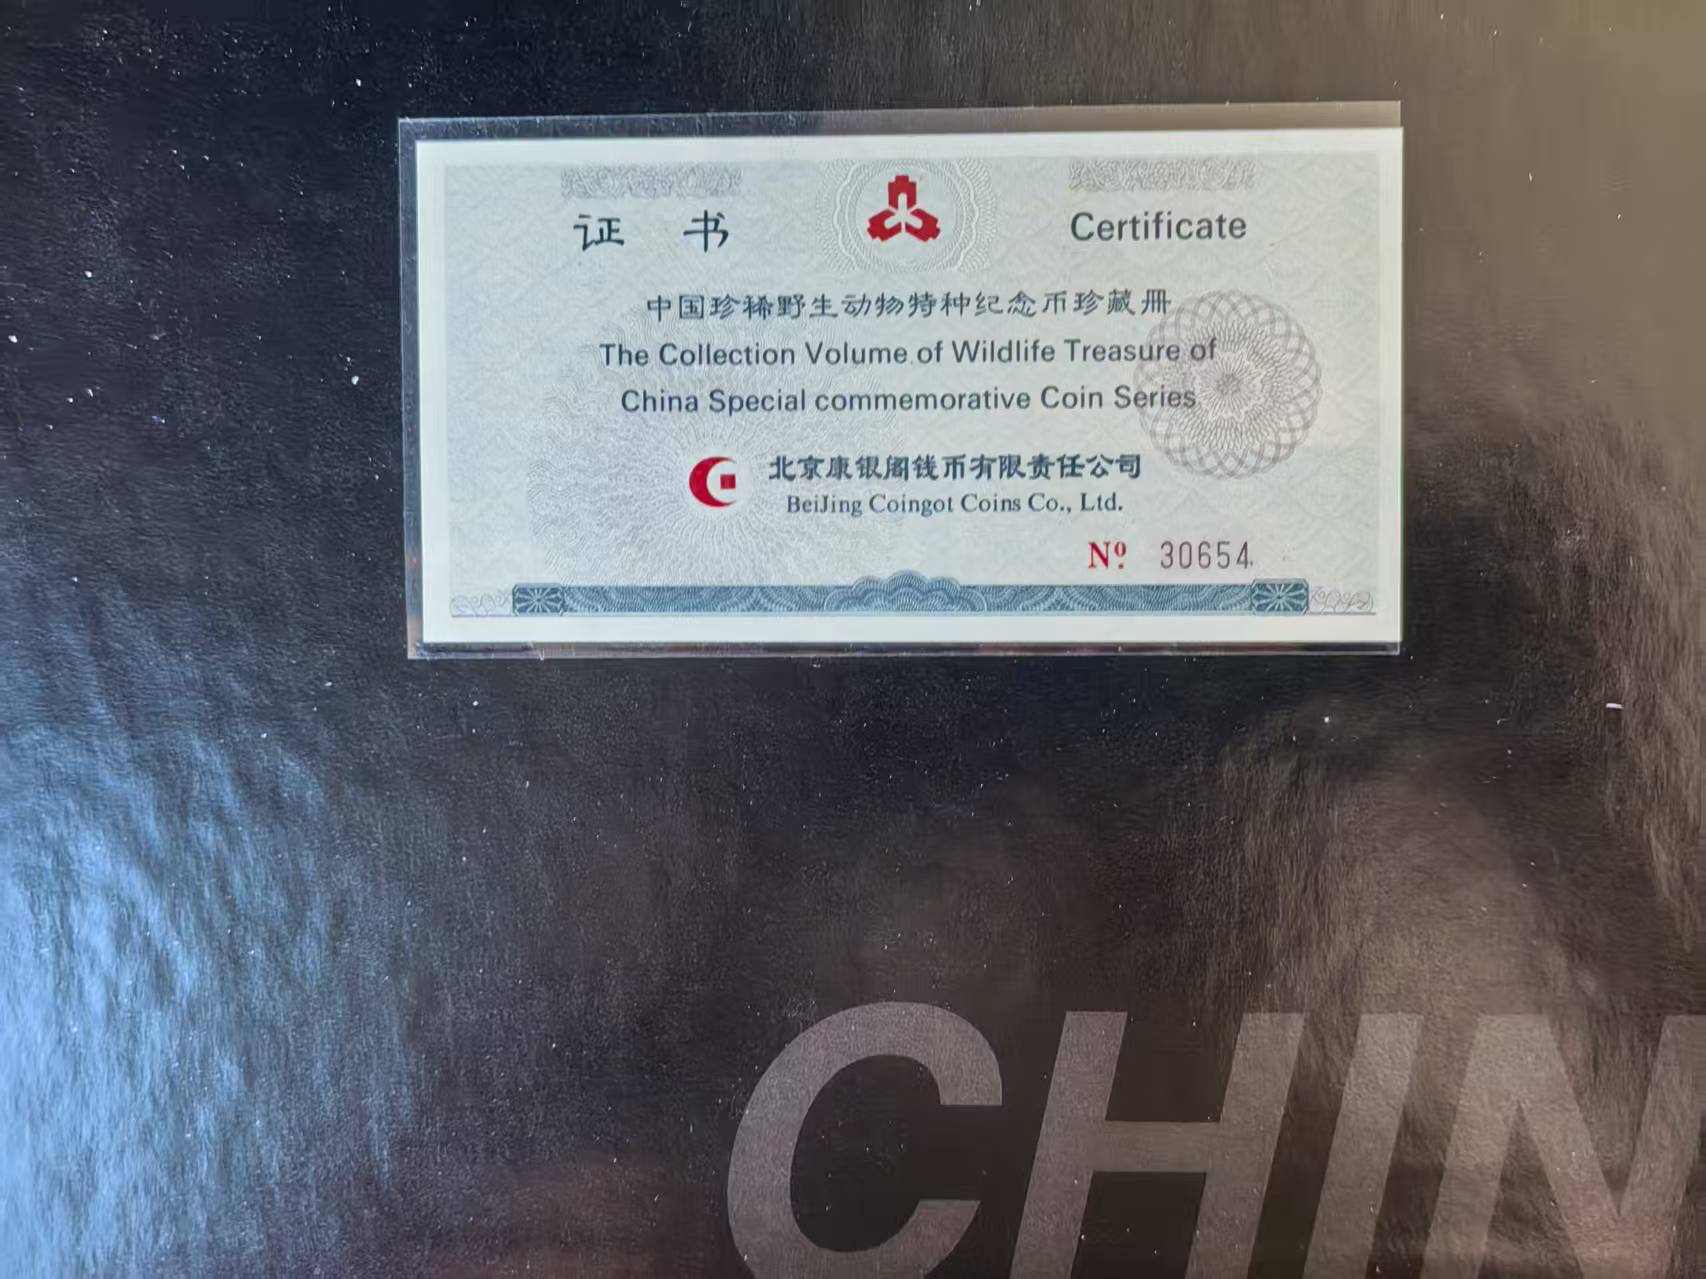 证 书
Certificate
中国珍稀野生动物特种纪念币珍藏册
The Collection Volume of Wildlife Treasure of
China Special commemorative Coin Series
北京康银阁钱币有限责任公司
BeiJing Coingot Coins Co., Ltd.
Nº 30654
CHIN